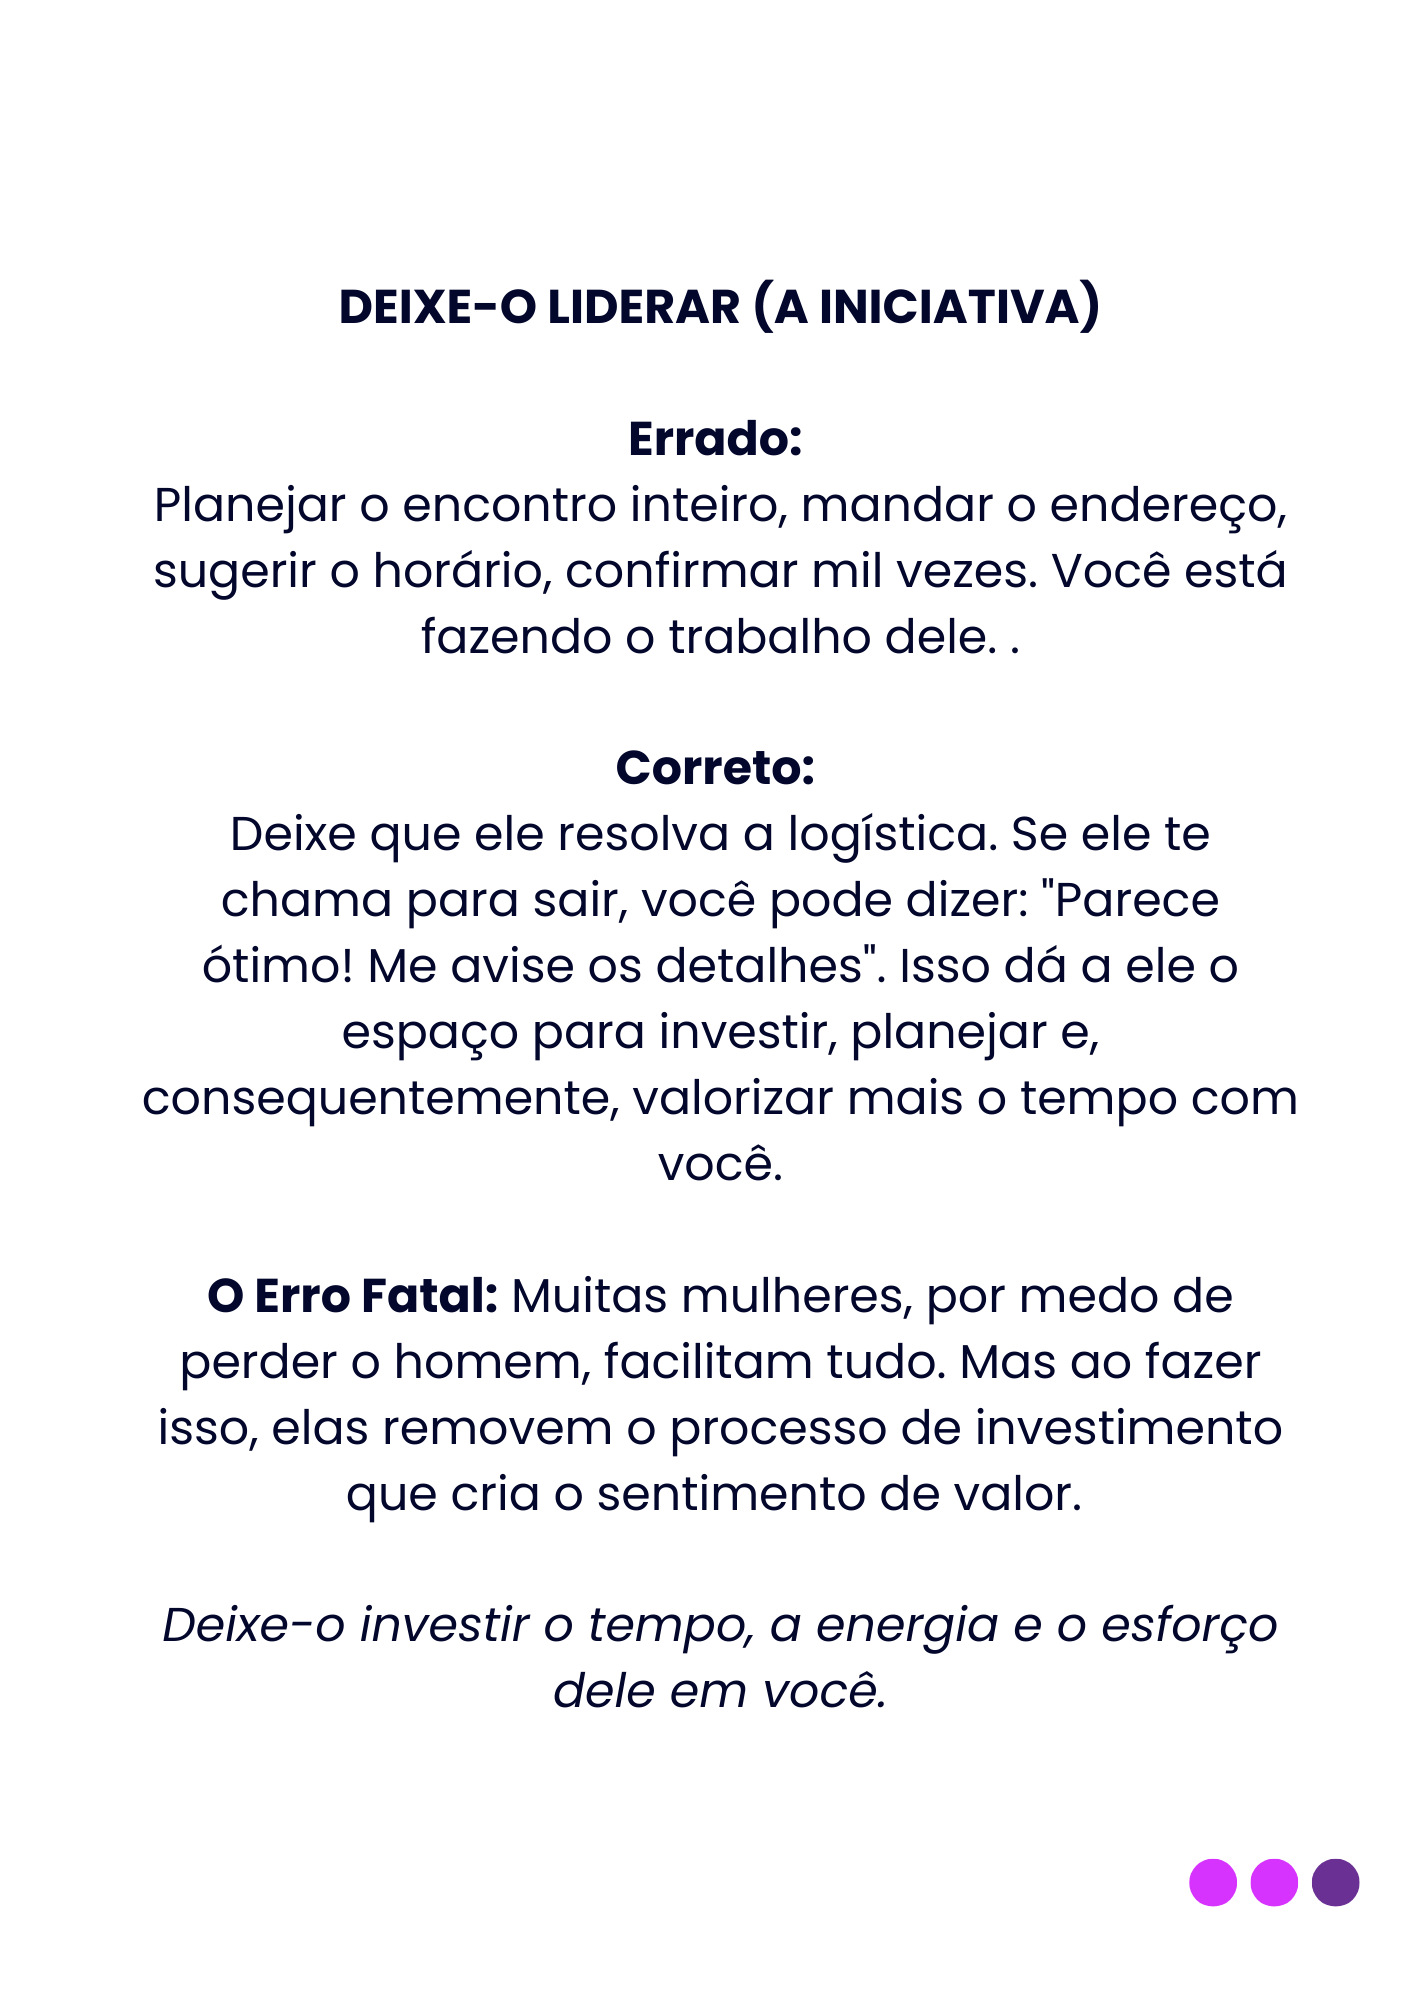 DEIXE-O LIDERAR (A INICIATIVA)
Errado:
Planejar o encontro inteiro, mandar o endereço,
sugerir o horário, confirmar mil vezes. Você está
fazendo o trabalho dele. .
Correto:
Deixe que ele resolva a logística. Se ele te
chama para sair, você pode dizer: "Parece
ótimo! Me avise os detalhes". Isso dá a ele o
espaço para investir, planejar e,
consequentemente, valorizar mais o tempo com
você.
O Erro Fatal: Muitas mulheres, por medo de
perder o homem, facilitam tudo. Mas ao fazer
isso, elas removem o processo de investimento
que cria o sentimento de valor.
Deixe-o investir o tempo, a energia e o esforço
dele em você.